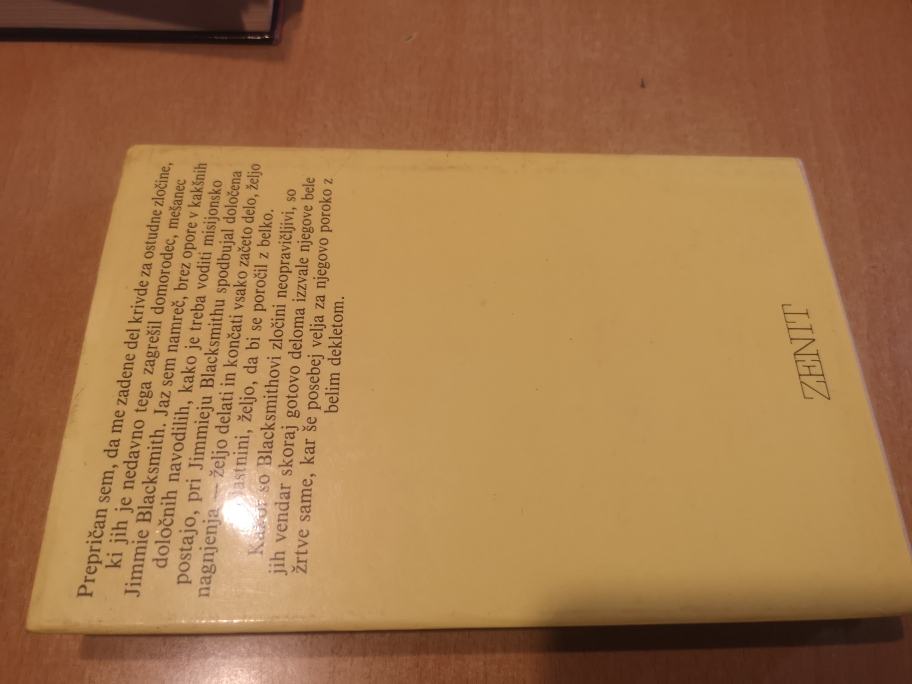 Prepričan sem, da me zadene del krivde za ostudne zločine,
ki jih je nedavno tega zagrešil domorodec, mešanec
Jimmie Blacksmith. Jaz sem namreč, brez opore v kakšnih
določnih navodilih, kako je treba voditi misijonsko
postajo, pri Jimmieju Blacksmithu spodbujal določena
nagnjenja — željo delati in končati vsako začeto delo, željo
željo, da bi se poročil z belko.
so Blacksmithovi zločini neopravičljivi, so
jih vendar skoraj gotovo deloma izzvale njegove bele
žrtve same, kar še posebej velja za njegovo poroko z
belim dekletom.
ZENIT